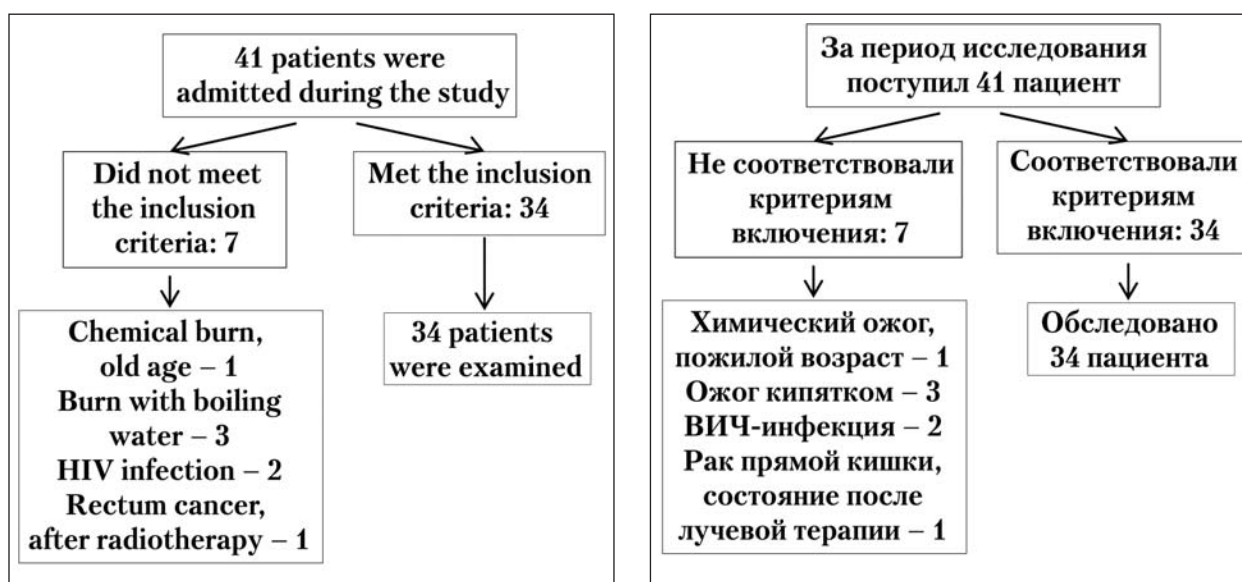 41 patients were
admitted during the study
Did not meet
the inclusion
criteria: 7
Met the inclusion
criteria: 34
Chemical burn,
old age – 1
Burn with boiling
water – 3
HIV infection – 2
Rectum cancer,
after radiotherapy – 1
34 patients
were examined
За период исследования
поступил 41 пациент
Не соответствовали
критериям
включения: 7
Соответствовали
критериям
включения: 34
Химический ожог,
пожилой возраст – 1
Ожог кипятком – 3
ВИЧ-инфекция – 2
Рак прямой кишки,
состояние после
лучевой терапии – 1
Обследовано
34 пациента